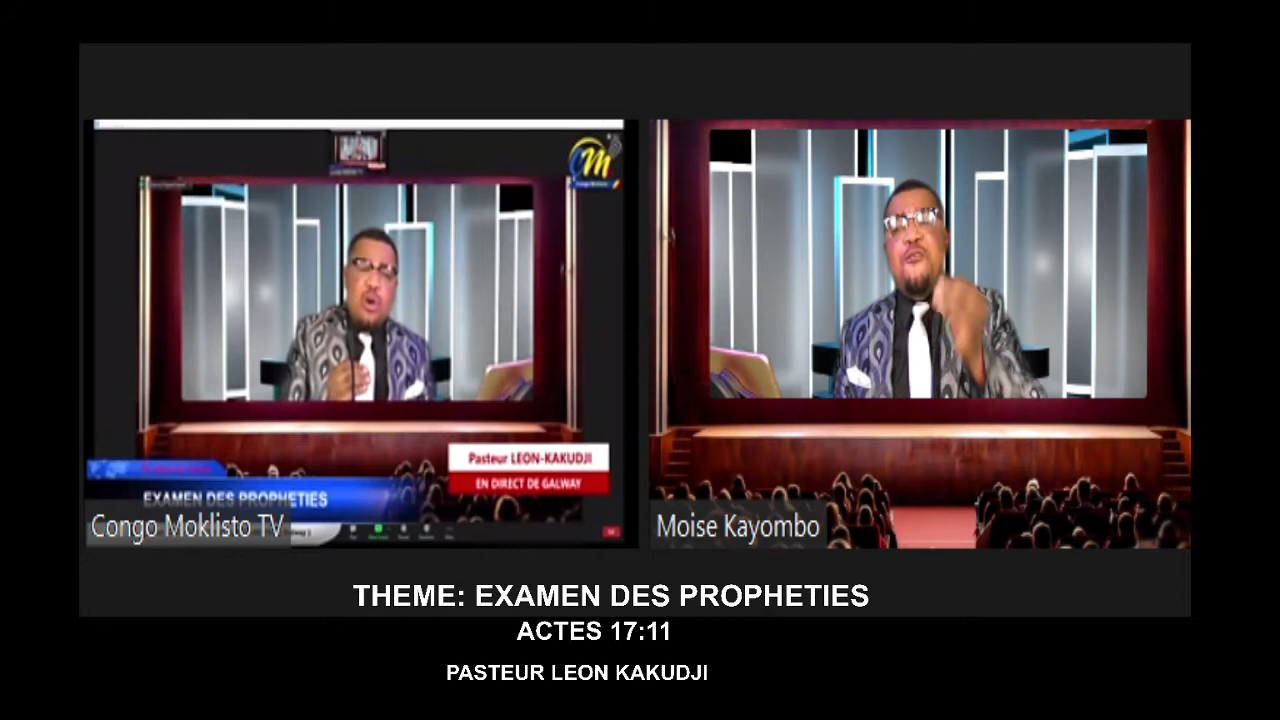 Pasteur LEON-KAKUDJI
EN DIRECT DE GALWAY
EXAMEN DES PROPHETIES
Congo Moklisto TV
Moise Kayombo
THEME: EXAMEN DES PROPHETIES
ACTES 17:11
PASTEUR LEON KAKUDJI